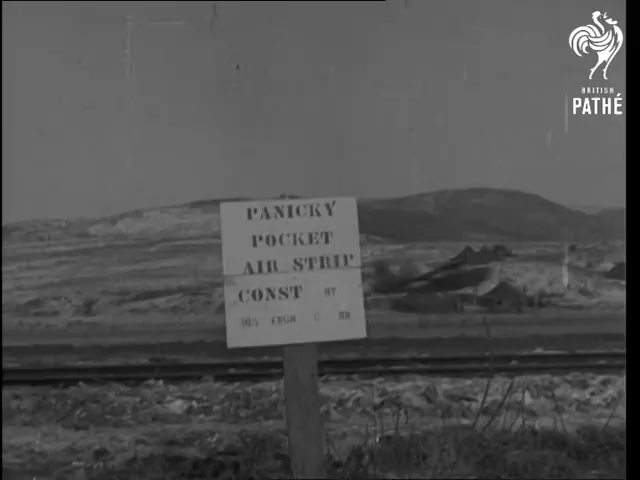 BRITISH
PATHÉ
PANICKY
POCKET
AIR STRIP
CONST BY